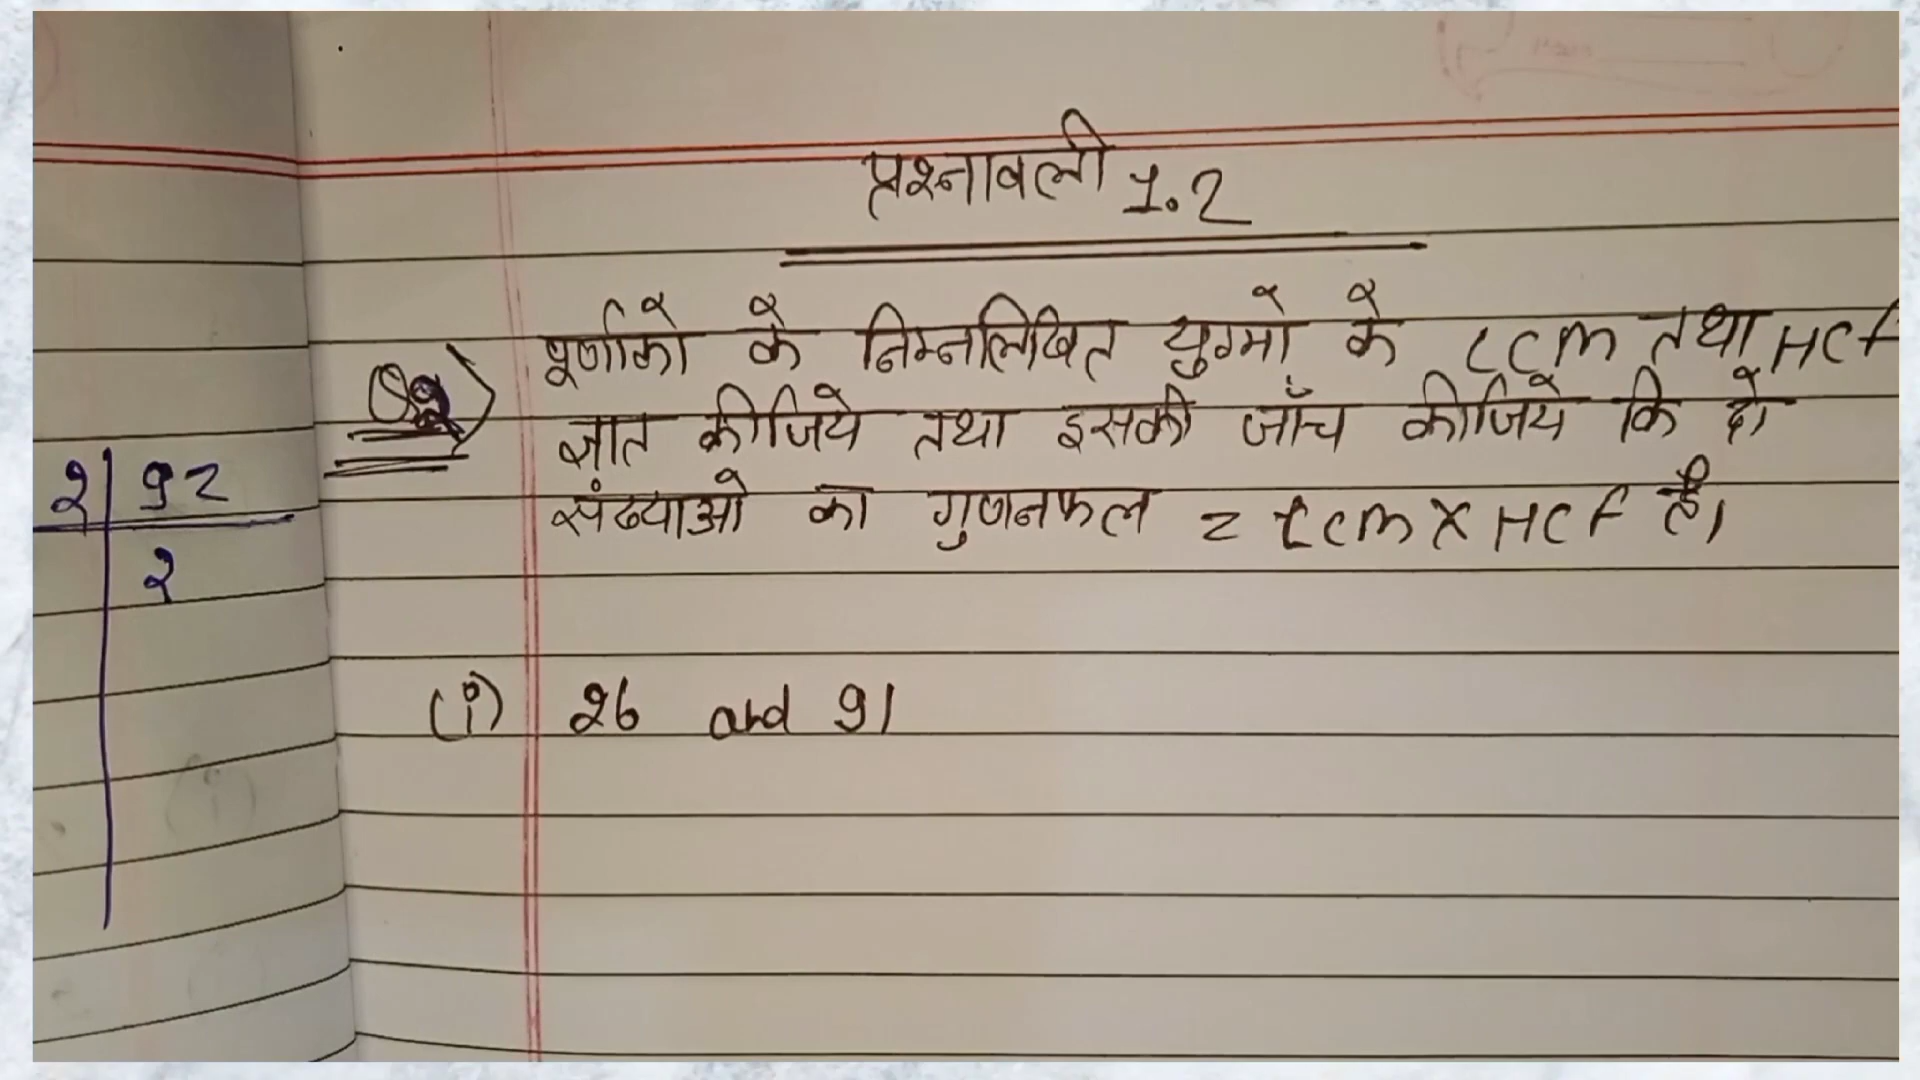 प्रश्नावली 1.2
Q2) पूर्णांको के निम्नलिखित युग्मो के LCM तथा HCF
ज्ञात कीजिये तथा इसकी जाँच कीजिये कि दो
संख्याओ का गुणनफल = LCM X HCF है।
(i) 26 and 91
2 92
2